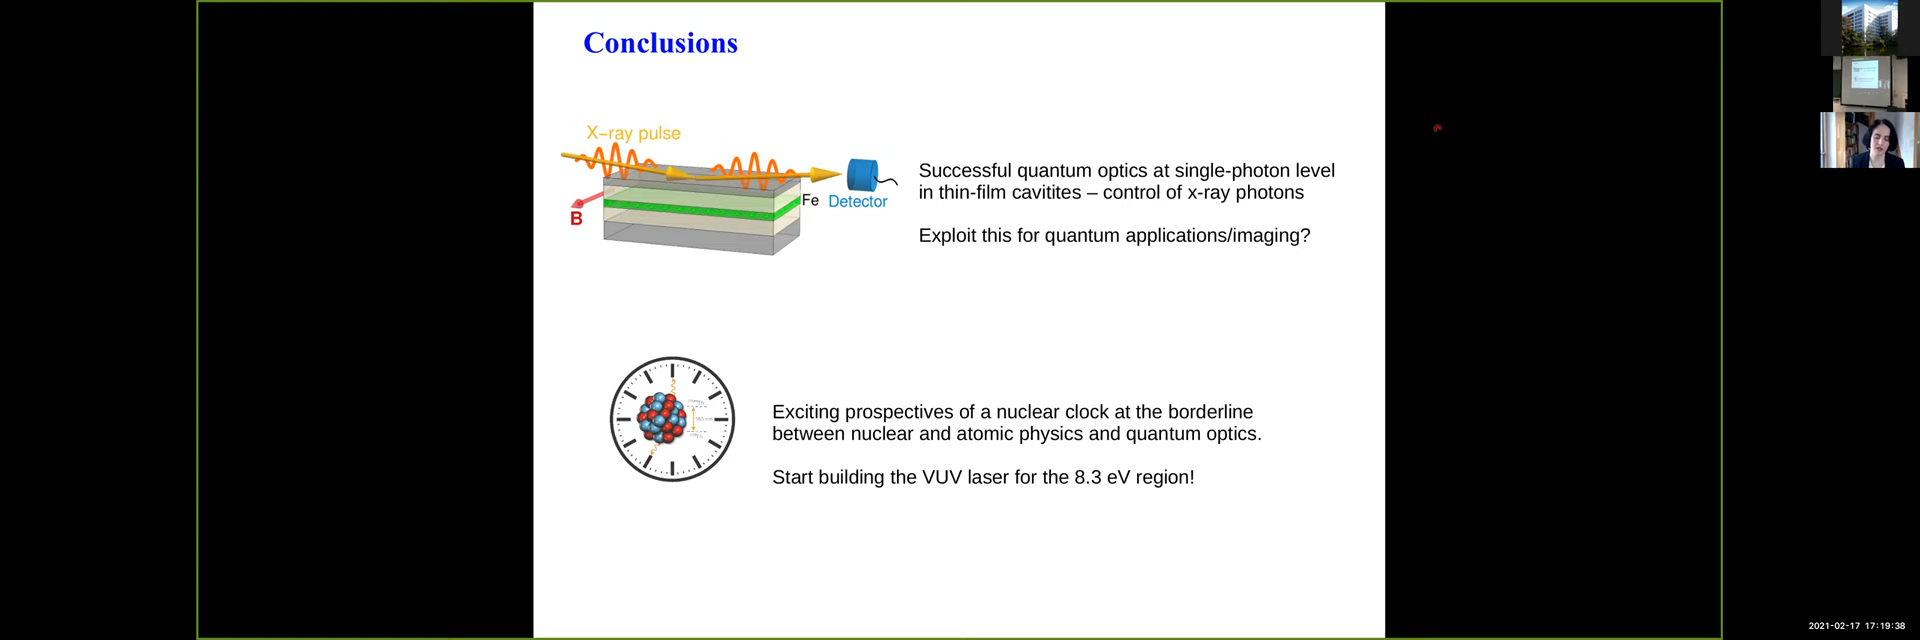 Conclusions
X–ray pulse
B
Fe
Detector
Successful quantum optics at single-photon level
in thin-film cavitites – control of x-ray photons
Exploit this for quantum applications/imaging?
Exciting prospectives of a nuclear clock at the borderline
between nuclear and atomic physics and quantum optics.
Start building the VUV laser for the 8.3 eV region!
2021-02-17 17:19:38